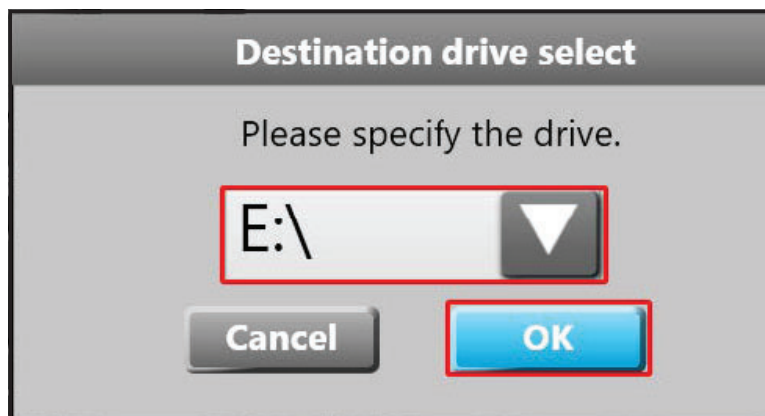 Destination drive select
Please specify the drive.
E:\
Cancel
OK